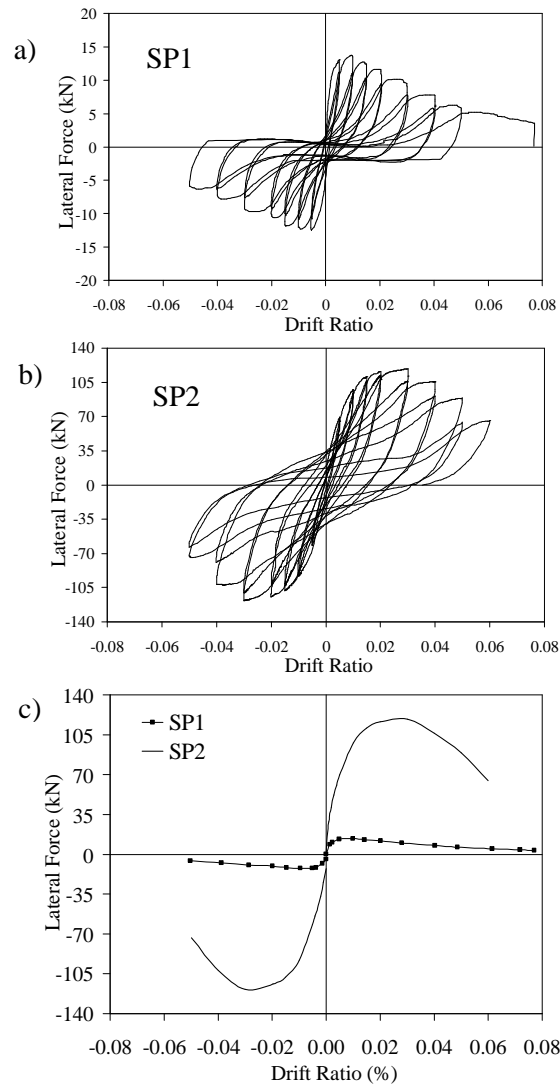 a)
SP1
20
15
10
5
0
-5
-10
-15
-20
Lateral Force (kN)
-0.08 -0.06 -0.04 -0.02 0 0.02 0.04 0.06 0.08
Drift Ratio
b)
SP2
140
105
70
35
0
-35
-70
-105
-140
Lateral Force (kN)
-0.08 -0.06 -0.04 -0.02 0 0.02 0.04 0.06 0.08
Drift Ratio
c)
SP1
SP2
140
105
70
35
0
-35
-70
-105
-140
Lateral Force (kN)
-0.08 -0.06 -0.04 -0.02 0.00 0.02 0.04 0.06 0.08
Drift Ratio (%)